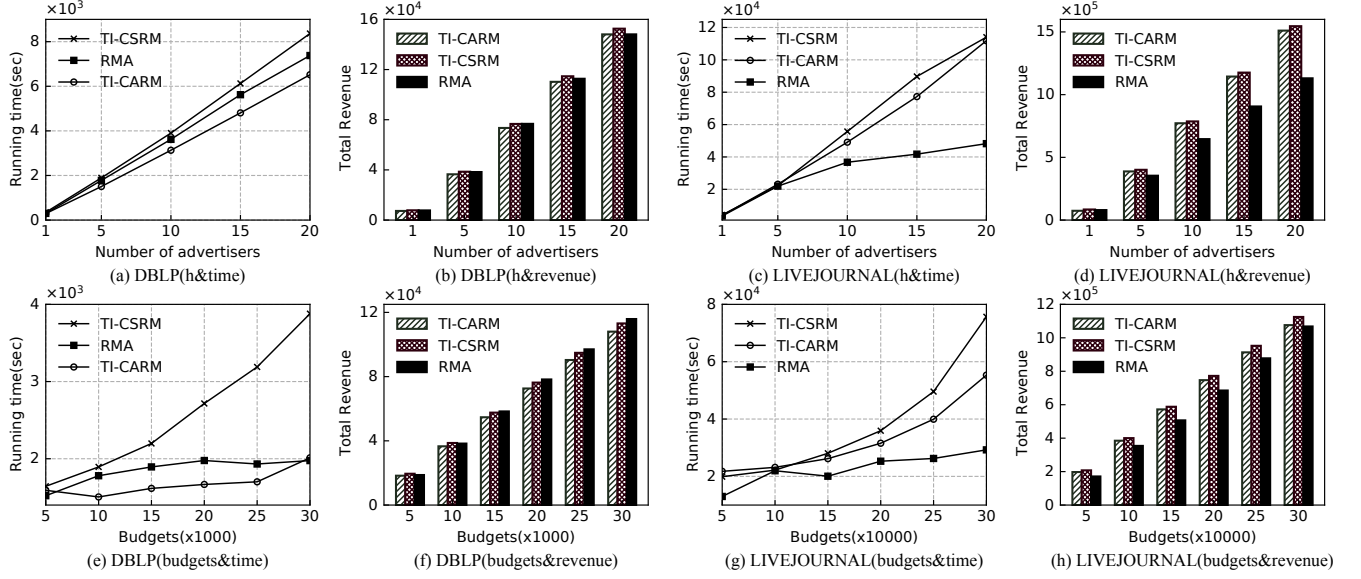 ×10³
8
6
4
2
0
Running time(sec)
TI-CSRM
RMA
TI-CARM
1 5 10 15 20
Number of advertisers
(a) DBLP(h&time)
×10⁴
16
12
8
4
0
Total Revenue
TI-CARM
TI-CSRM
RMA
1 5 10 15 20
Number of advertisers
(b) DBLP(h&revenue)
×10⁴
12
10
8
6
4
2
Running time(sec)
TI-CSRM
TI-CARM
RMA
1 5 10 15 20
Number of advertisers
(c) LIVEJOURNAL(h&time)
×10⁵
15
10
5
0
Total Revenue
TI-CARM
TI-CSRM
RMA
1 5 10 15 20
Number of advertisers
(d) LIVEJOURNAL(h&revenue)
×10³
4
3
2
Running time(sec)
TI-CSRM
RMA
TI-CARM
5 10 15 20 25 30
Budgets(x1000)
(e) DBLP(budgets&time)
×10⁴
12
8
4
0
Total Revenue
TI-CARM
TI-CSRM
RMA
5 10 15 20 25 30
Budgets(x1000)
(f) DBLP(budgets&revenue)
×10⁴
8
6
4
2
Running time(sec)
TI-CSRM
TI-CARM
RMA
5 10 15 20 25 30
Budgets(x10000)
(g) LIVEJOURNAL(budgets&time)
×10⁵
12
10
8
6
4
2
0
Total Revenue
TI-CARM
TI-CSRM
RMA
5 10 15 20 25 30
Budgets(x10000)
(h) LIVEJOURNAL(budgets&revenue)